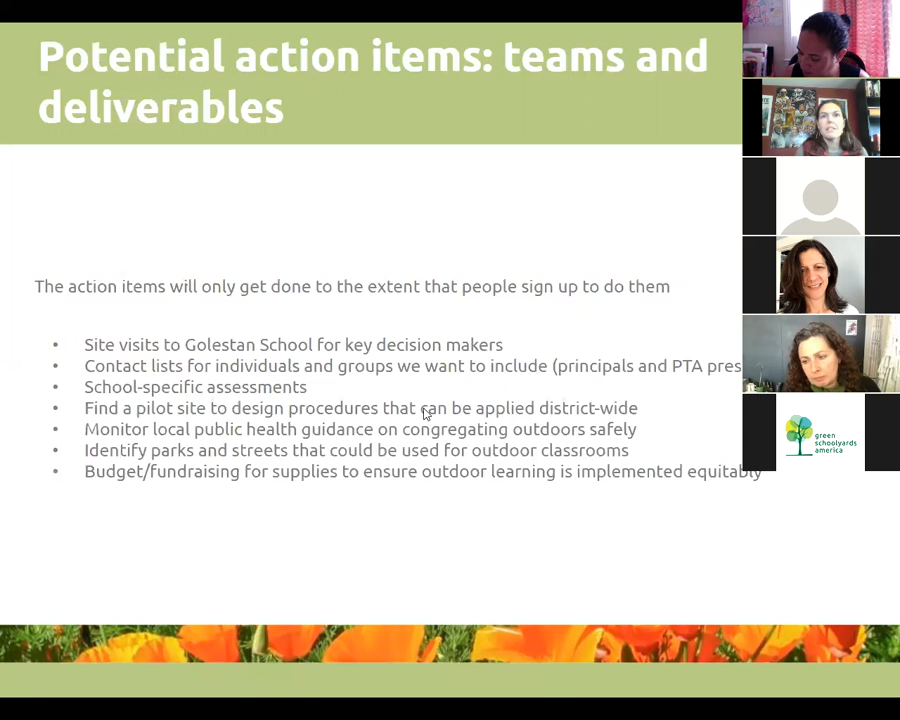 Potential action items: teams and
deliverables
The action items will only get done to the extent that people sign up to do them
• Site visits to Golestan School for key decision makers
• Contact lists for individuals and groups we want to include (principals and PTA pres
• School-specific assessments
• Find a pilot site to design procedures that can be applied district-wide
• Monitor local public health guidance on congregating outdoors safely
• Identify parks and streets that could be used for outdoor classrooms
• Budget/fundraising for supplies to ensure outdoor learning is implemented equitably
green
schoolyards
america